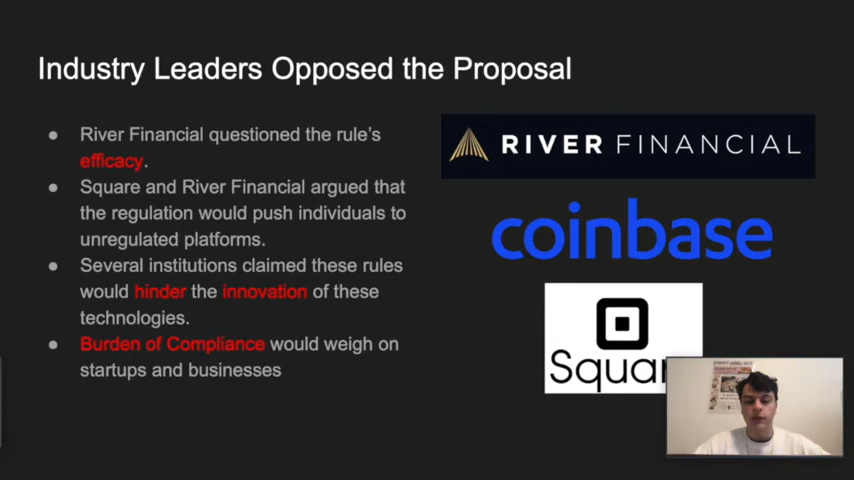 Industry Leaders Opposed the Proposal
● River Financial questioned the rule's
efficacy.
● Square and River Financial argued that
the regulation would push individuals to
unregulated platforms.
● Several institutions claimed these rules
would hinder the innovation of these
technologies.
● Burden of Compliance would weigh on
startups and businesses
RIVER FINANCIAL
coinbase
Squar